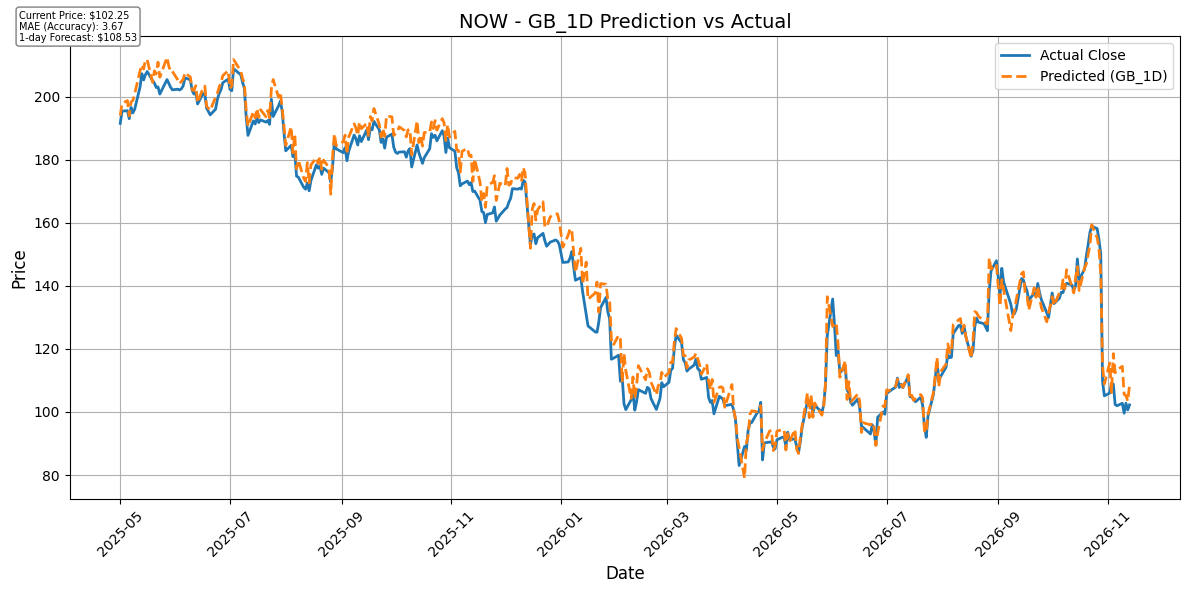 NOW - GB_1D Prediction vs Actual
Current Price: $102.25
MAE (Accuracy): 3.67
1-day Forecast: $108.53
Actual Close
Predicted (GB_1D)
Price
200
180
160
140
120
100
80
2025-05
2025-07
2025-09
2025-11
2026-01
2026-03
2026-05
2026-07
2026-09
2026-11
Date